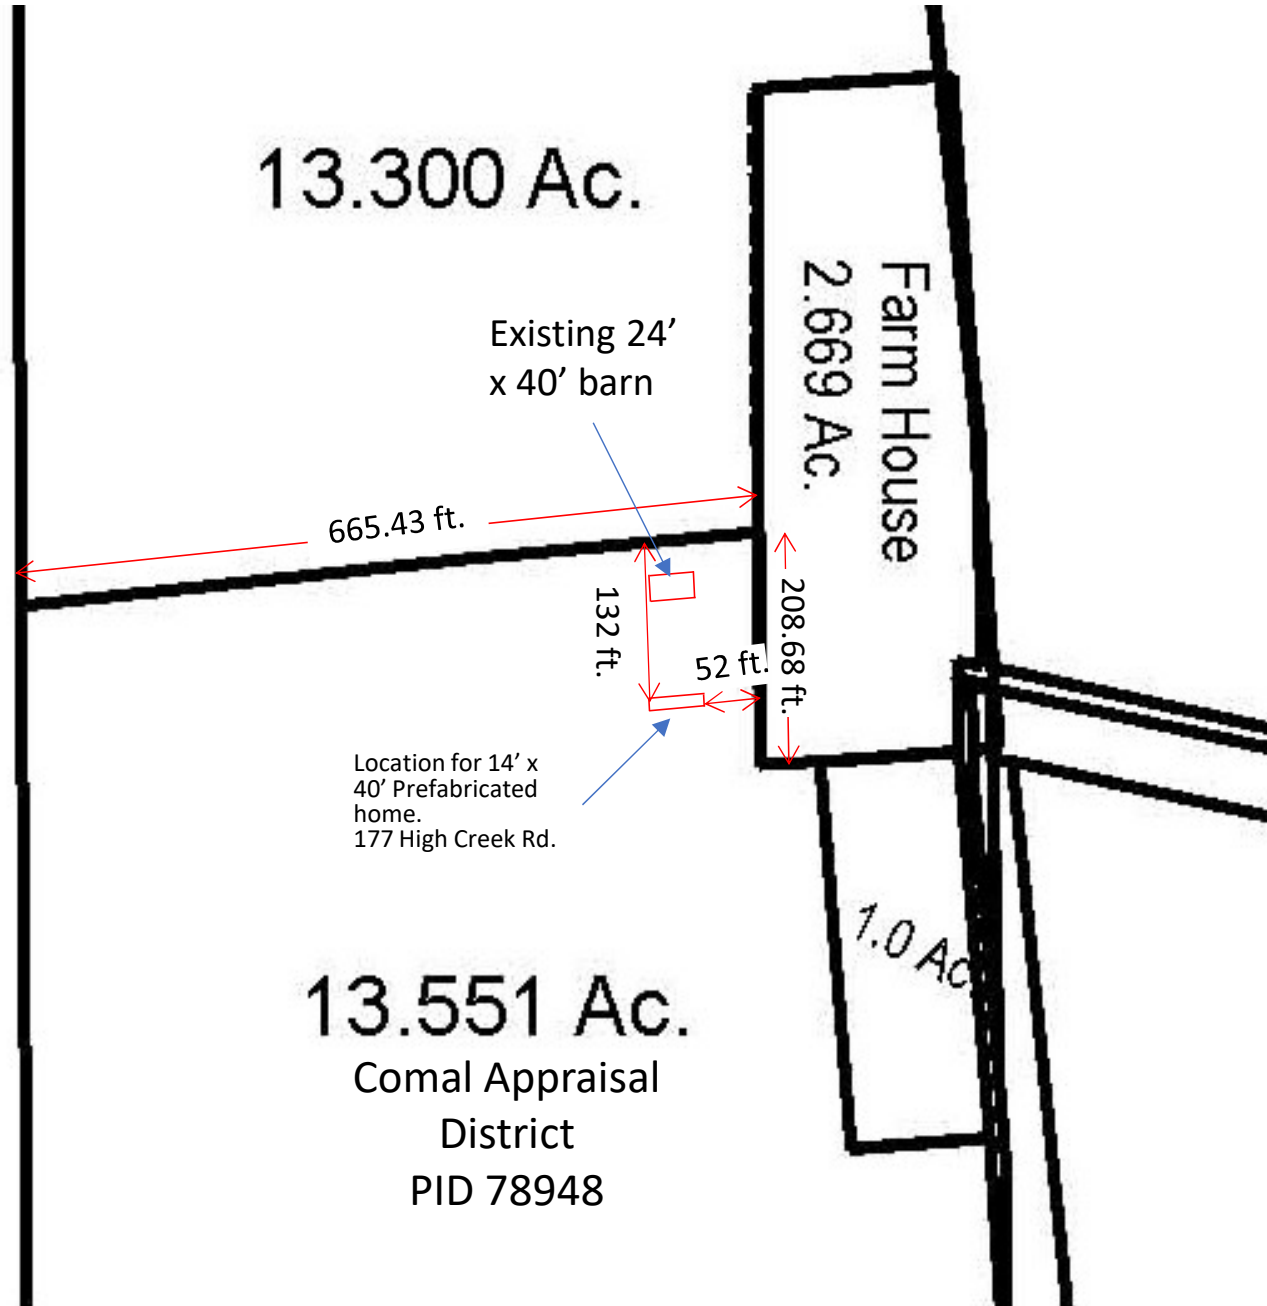 13.300 Ac.
Farm House
2.669 Ac.
Existing 24’
x 40’ barn
665.43 ft.
132 ft.
208.68 ft.
52 ft.
Location for 14’ x
40’ Prefabricated
home.
177 High Creek Rd.
1.0 Ac
13.551 Ac.
Comal Appraisal
District
PID 78948